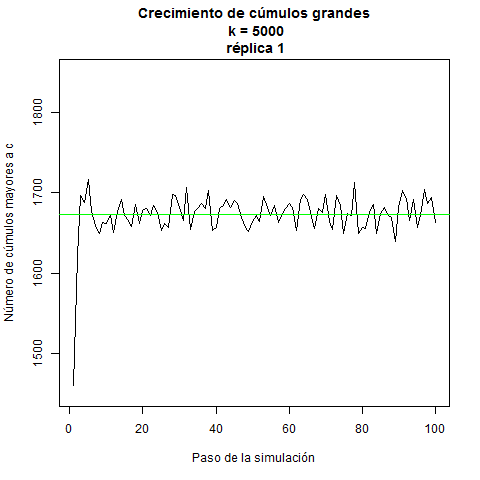 Crecimiento de cúmulos grandes
k = 5000
réplica 1
Número de cúmulos mayores a c
1800
1700
1600
1500
0 20 40 60 80 100
Paso de la simulación